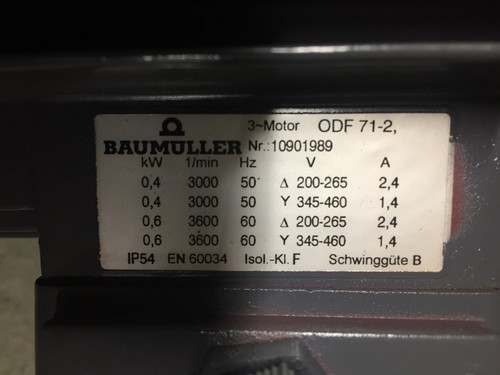 3~Motor ODF 71-2,
BAUMÜLLER Nr.:10901989
kW 1/min Hz V A
0,4 3000 50 Δ 200-265 2,4
0,4 3000 50 Y 345-460 1,4
0,6 3600 60 Δ 200-265 2,4
0,6 3600 60 Y 345-460 1,4
IP54 EN 60034 Isol.-Kl. F Schwinggüte B